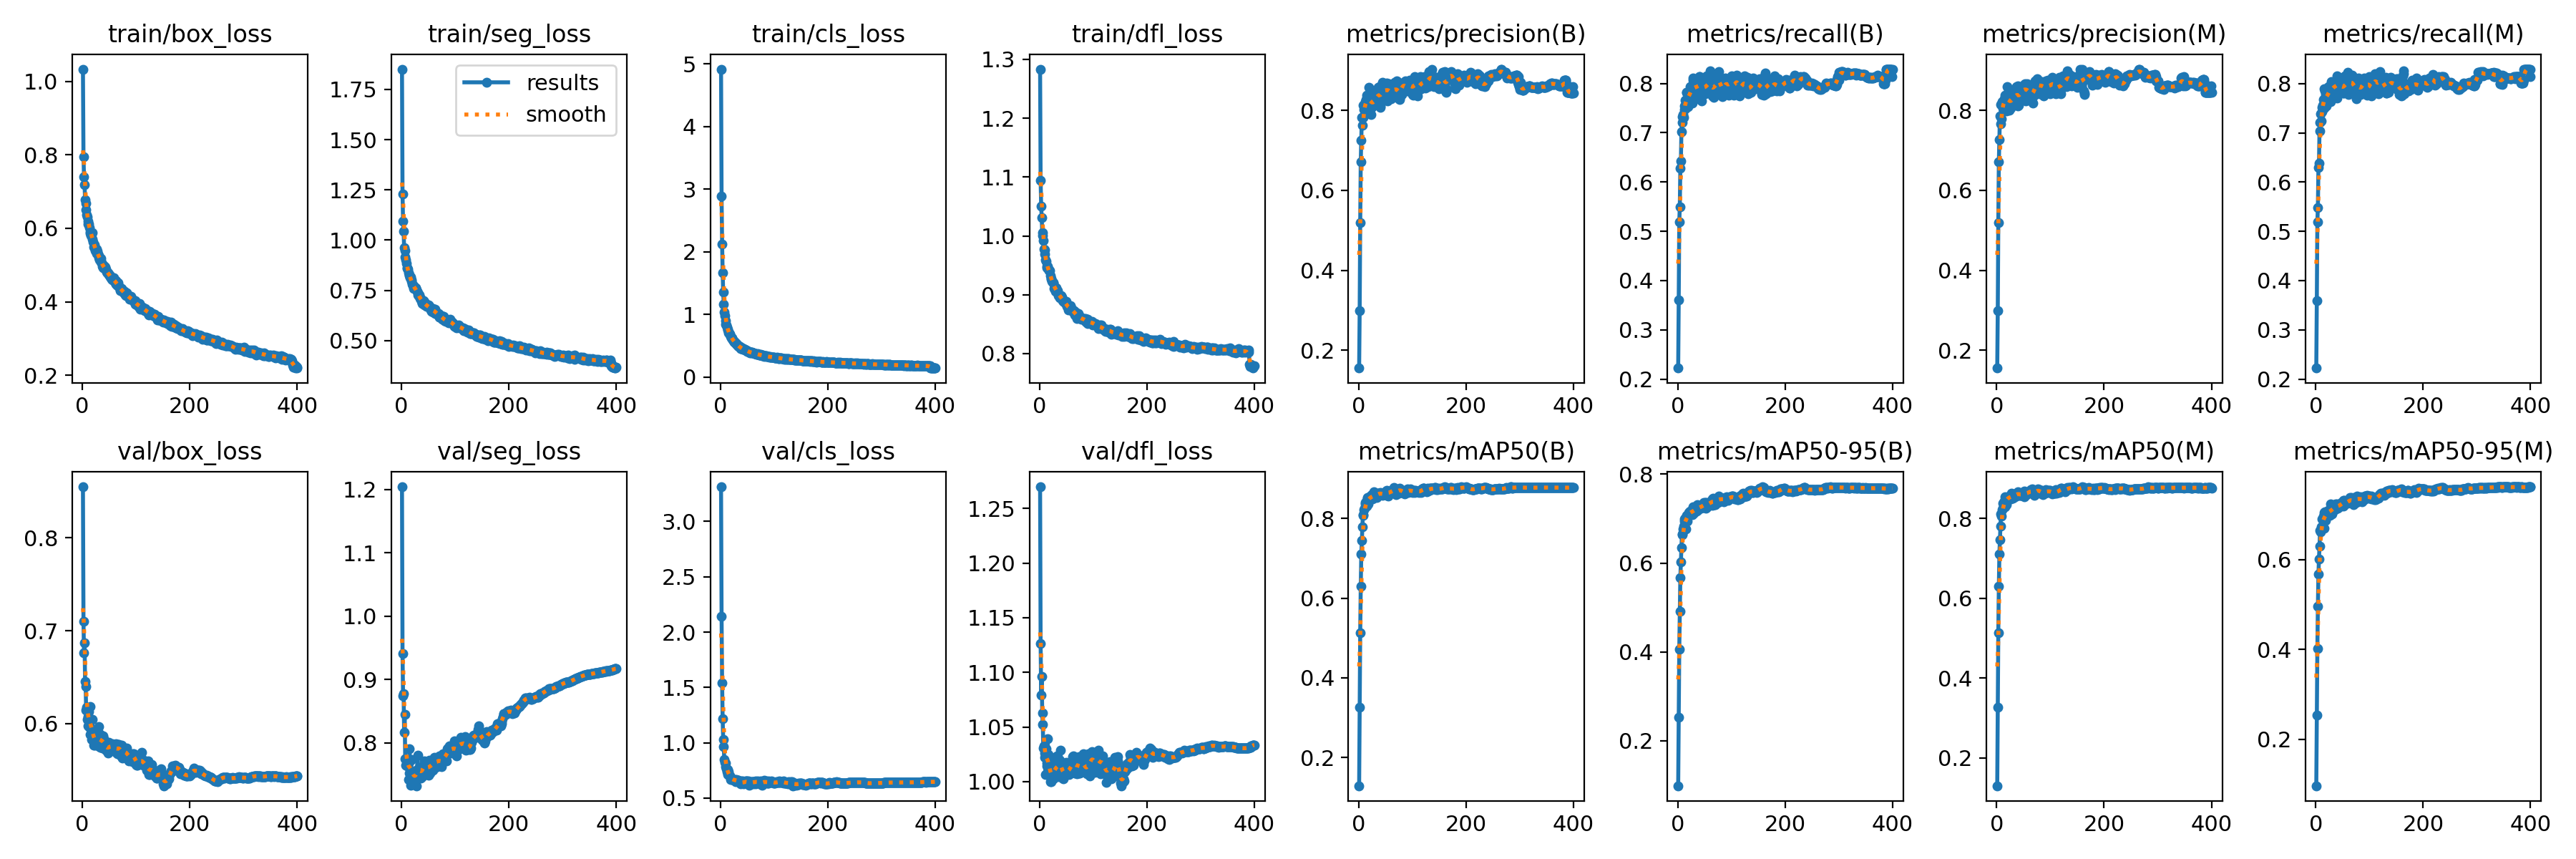 train/box_loss
train/seg_loss
train/cls_loss
train/dfl_loss
metrics/precision(B)
metrics/recall(B)
metrics/precision(M)
metrics/recall(M)
1.0
0.8
0.6
0.4
0.2
0 200 400
results
smooth
1.75
1.50
1.25
1.00
0.75
0.50
0 200 400
5
4
3
2
1
0
0 200 400
1.3
1.2
1.1
1.0
0.9
0.8
0 200 400
0.8
0.6
0.4
0.2
0 200 400
0.8
0.7
0.6
0.5
0.4
0.3
0.2
0 200 400
0.8
0.6
0.4
0.2
0 200 400
0.8
0.7
0.6
0.5
0.4
0.3
0.2
0 200 400
val/box_loss
val/seg_loss
val/cls_loss
val/dfl_loss
metrics/mAP50(B)
metrics/mAP50-95(B)
metrics/mAP50(M)
metrics/mAP50-95(M)
0.8
0.7
0.6
0 200 400
1.2
1.1
1.0
0.9
0.8
0 200 400
3.0
2.5
2.0
1.5
1.0
0.5
0 200 400
1.25
1.20
1.15
1.10
1.05
1.00
0 200 400
0.8
0.6
0.4
0.2
0 200 400
0.8
0.6
0.4
0.2
0 200 400
0.8
0.6
0.4
0.2
0 200 400
0.6
0.4
0.2
0 200 400